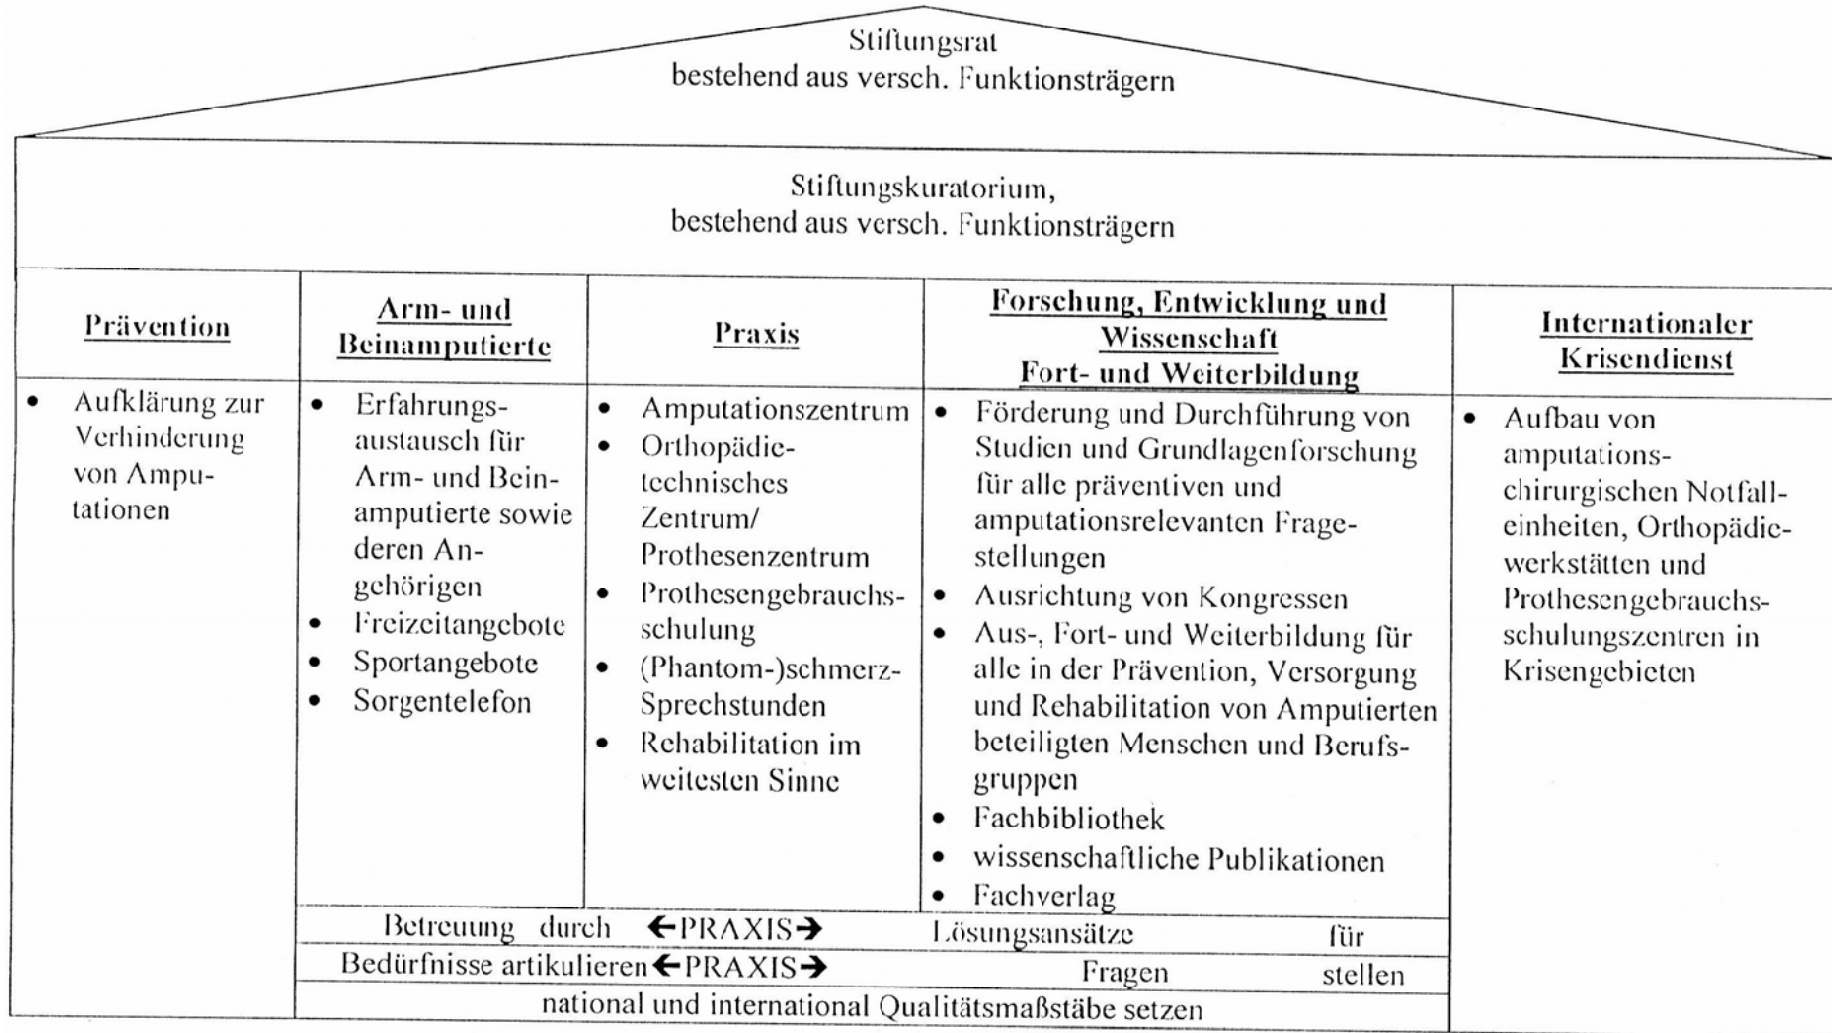 Stiftungsrat
bestehend aus versch. Funktionsträgern
Stiftungskuratorium,
bestehend aus versch. Funktionsträgern
Prävention
Arm- und
Beinamputierte
Praxis
Forschung, Entwicklung und
Wissenschaft
Fort- und Weiterbildung
Internationaler
Krisendienst
• Aufklärung zur
Verhinderung
von Ampu-
tationen
• Erfahrungs-
austausch für
Arm- und Bein-
amputierte sowie
deren An-
gehörigen
• Freizeitangebote
• Sportangebote
• Sorgentelefon
• Amputationszentrum
• Orthopädie-
technisches
Zentrum/
Prothesenzentrum
• Prothesengebrauchs-
schulung
• (Phantom-)schmerz-
Sprechstunden
• Rehabilitation im
weitesten Sinne
• Förderung und Durchführung von
Studien und Grundlagenforschung
für alle präventiven und
amputationsrelevanten Frage-
stellungen
• Ausrichtung von Kongressen
• Aus-, Fort- und Weiterbildung für
alle in der Prävention, Versorgung
und Rehabilitation von Amputierten
beteiligten Menschen und Berufs-
gruppen
• Fachbibliothek
• wissenschaftliche Publikationen
• Fachverlag
• Aufbau von
amputations-
chirurgischen Notfall-
einheiten, Orthopädie-
werkstätten und
Prothesengebrauchs-
schulungszentren in
Krisengebieten
Betreuung durch ←PRAXIS→ Lösungsansätze für
Bedürfnisse artikulieren←PRAXIS→ Fragen stellen
national und international Qualitätsmaßstäbe setzen